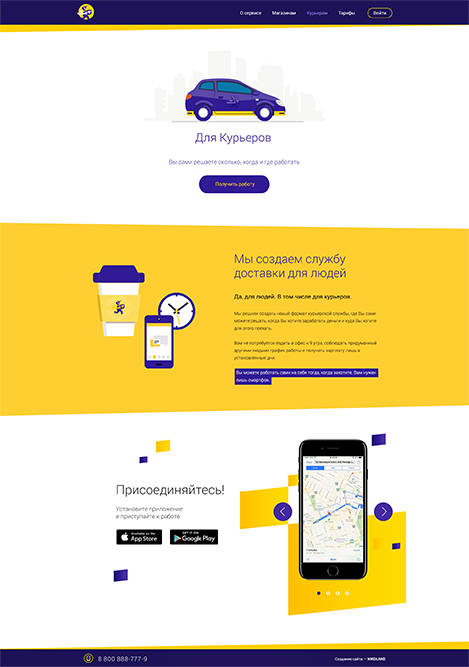 О сервисе Магазинам Курьерам Тарифы Войти
Для Курьеров
Вы сами решаете сколько, когда и где работать
Получить работу
Мы создаем службу
доставки для людей
Да, для людей. В том числе для курьеров.
Мы решили создать новый формат курьерской службы, где Вы сами
можете решать, когда Вы хотите заработать деньги и куда Вы хотите
для этого поехать.
Вам не потребуется ездить в офис к 9 утра, соблюдать придуманный
другими людьми график работы и получать зарплату лишь в
установленные дни.
Вы можете работать сами на себя тогда, когда захотите. Вам нужен
лишь смартфон.
Присоединяйтесь!
Установите приложение
и приступайте к работе
Available on the
App Store
GET IT ON
Google Play
8 800 888-777-9
Создание сайта — NIKOLAND